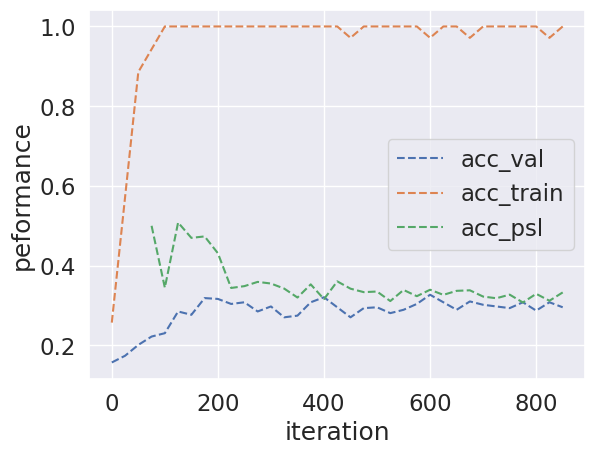 1.0
0.8
0.6
0.4
0.2
peformance
acc_val
acc_train
acc_psl
0 200 400 600 800
iteration